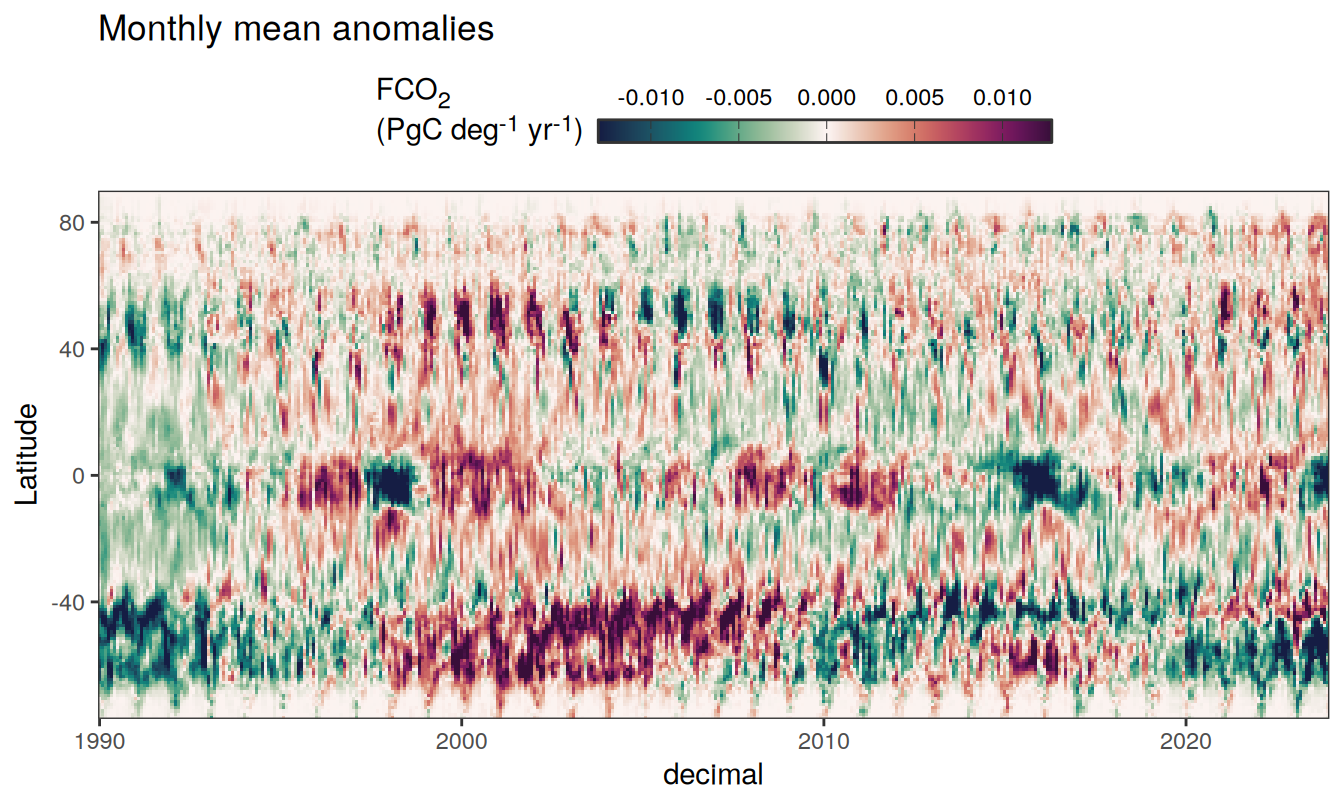 Monthly mean anomalies
FCO₂
(PgC deg⁻¹ yr⁻¹)
-0.010 -0.005 0.000 0.005 0.010
Latitude
80
40
0
-40
1990 2000 2010 2020
decimal